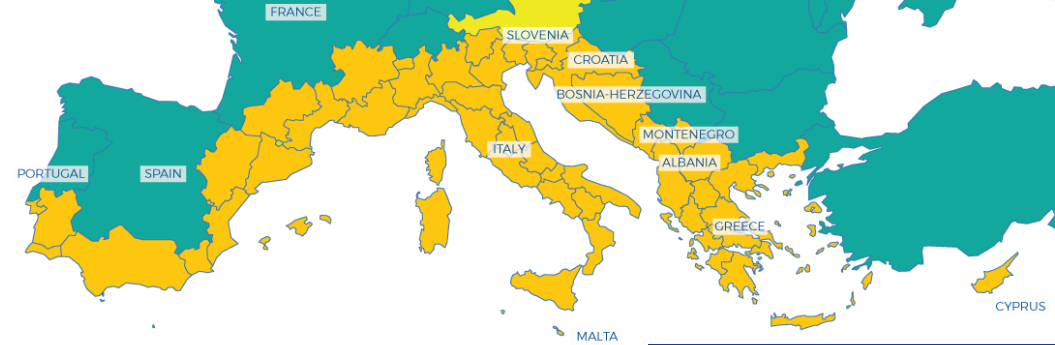 FRANCE
SLOVENIA
CROATIA
BOSNIA-HERZEGOVINA
MONTENEGRO
ITALY
ALBANIA
PORTUGAL
SPAIN
GREECE
CYPRUS
MALTA